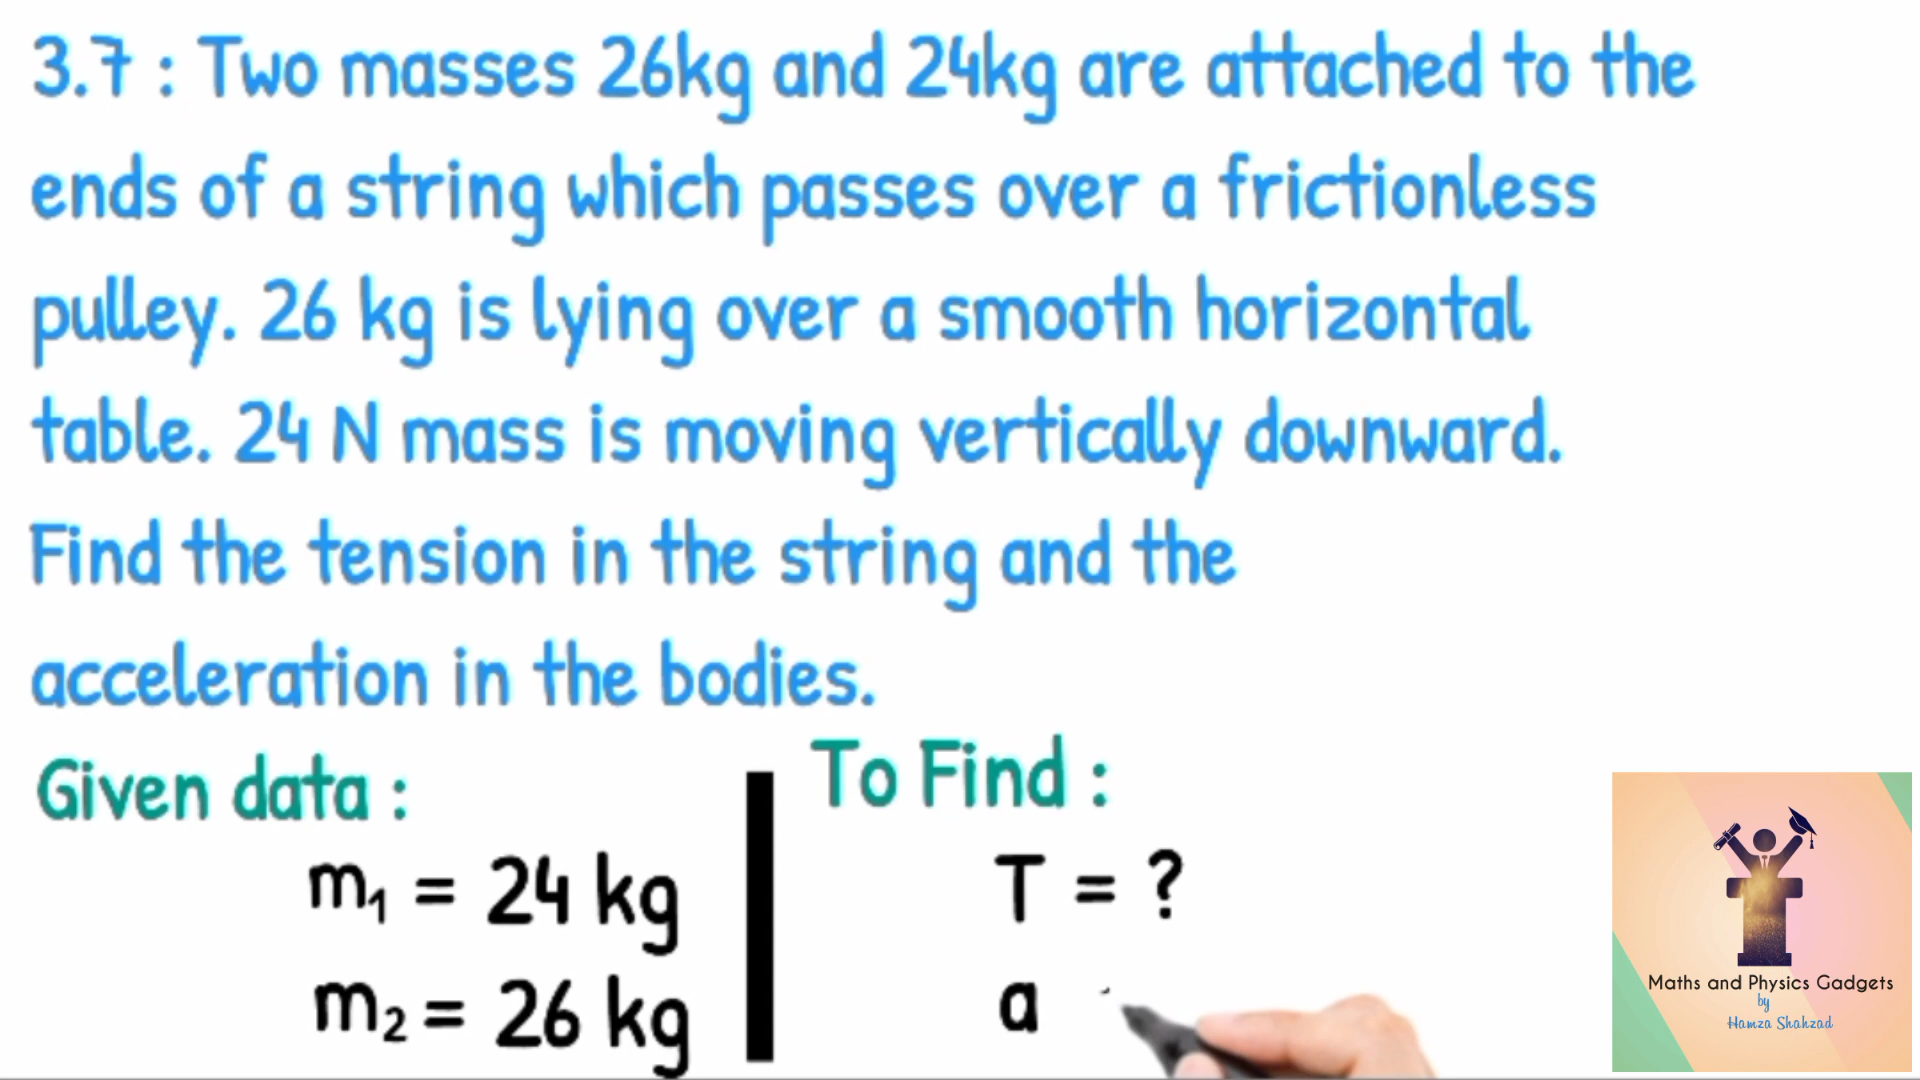 3.7 : Two masses 26kg and 24kg are attached to the
ends of a string which passes over a frictionless
pulley. 26 kg is lying over a smooth horizontal
table. 24 N mass is moving vertically downward.
Find the tension in the string and the
acceleration in the bodies.
Given data :
m₁ = 24 kg
m₂ = 26 kg
To Find :
T = ?
a
Maths and Physics Gadgets
by
Hamza Shahzad